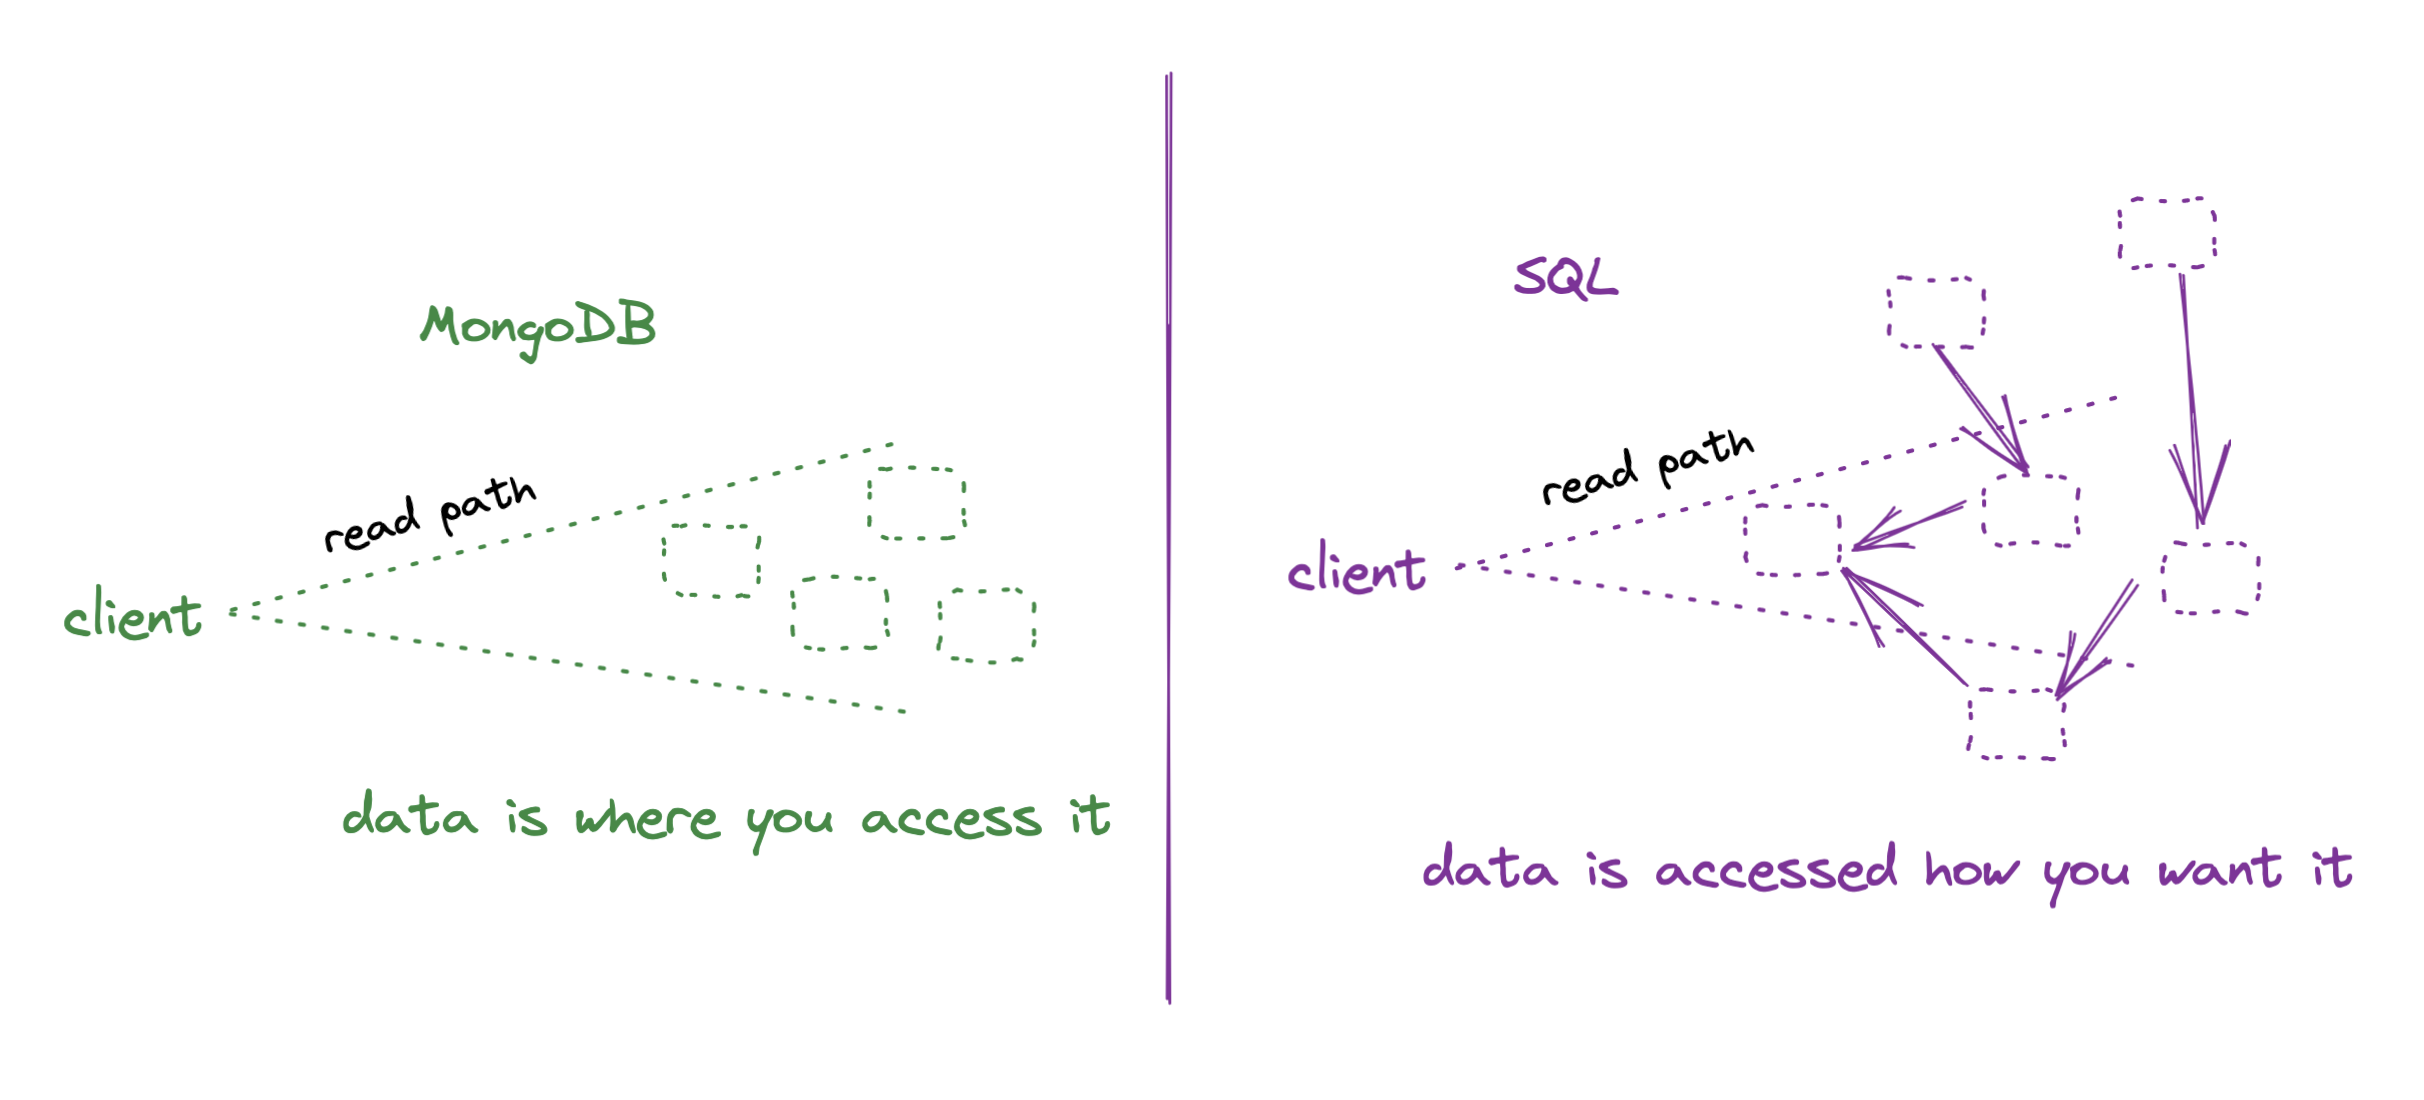 MongoDB
read path
client
data is where you access it
SQL
read path
client
data is accessed how you want it